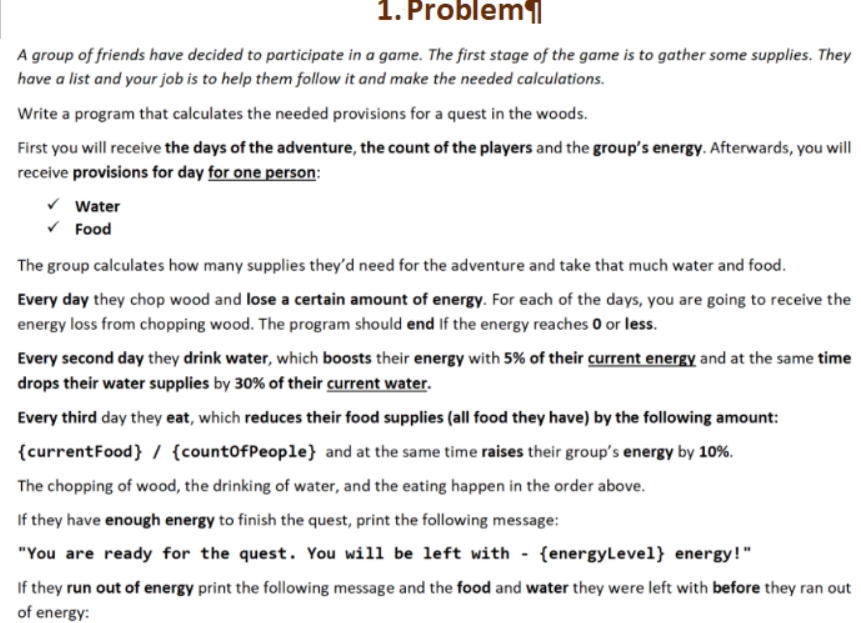 1. Problem¶
A group of friends have decided to participate in a game. The first stage of the game is to gather some supplies. They
have a list and your job is to help them follow it and make the needed calculations.
Write a program that calculates the needed provisions for a quest in the woods.
First you will receive the days of the adventure, the count of the players and the group's energy. Afterwards, you will
receive provisions for day for one person:
✓ Water
✓ Food
The group calculates how many supplies they'd need for the adventure and take that much water and food.
Every day they chop wood and lose a certain amount of energy. For each of the days, you are going to receive the
energy loss from chopping wood. The program should end If the energy reaches 0 or less.
Every second day they drink water, which boosts their energy with 5% of their current energy and at the same time
drops their water supplies by 30% of their current water.
Every third day they eat, which reduces their food supplies (all food they have) by the following amount:
{currentFood} / {countOfPeople} and at the same time raises their group's energy by 10%.
The chopping of wood, the drinking of water, and the eating happen in the order above.
If they have enough energy to finish the quest, print the following message:
"You are ready for the quest. You will be left with - {energyLevel} energy!"
If they run out of energy print the following message and the food and water they were left with before they ran out
of energy: